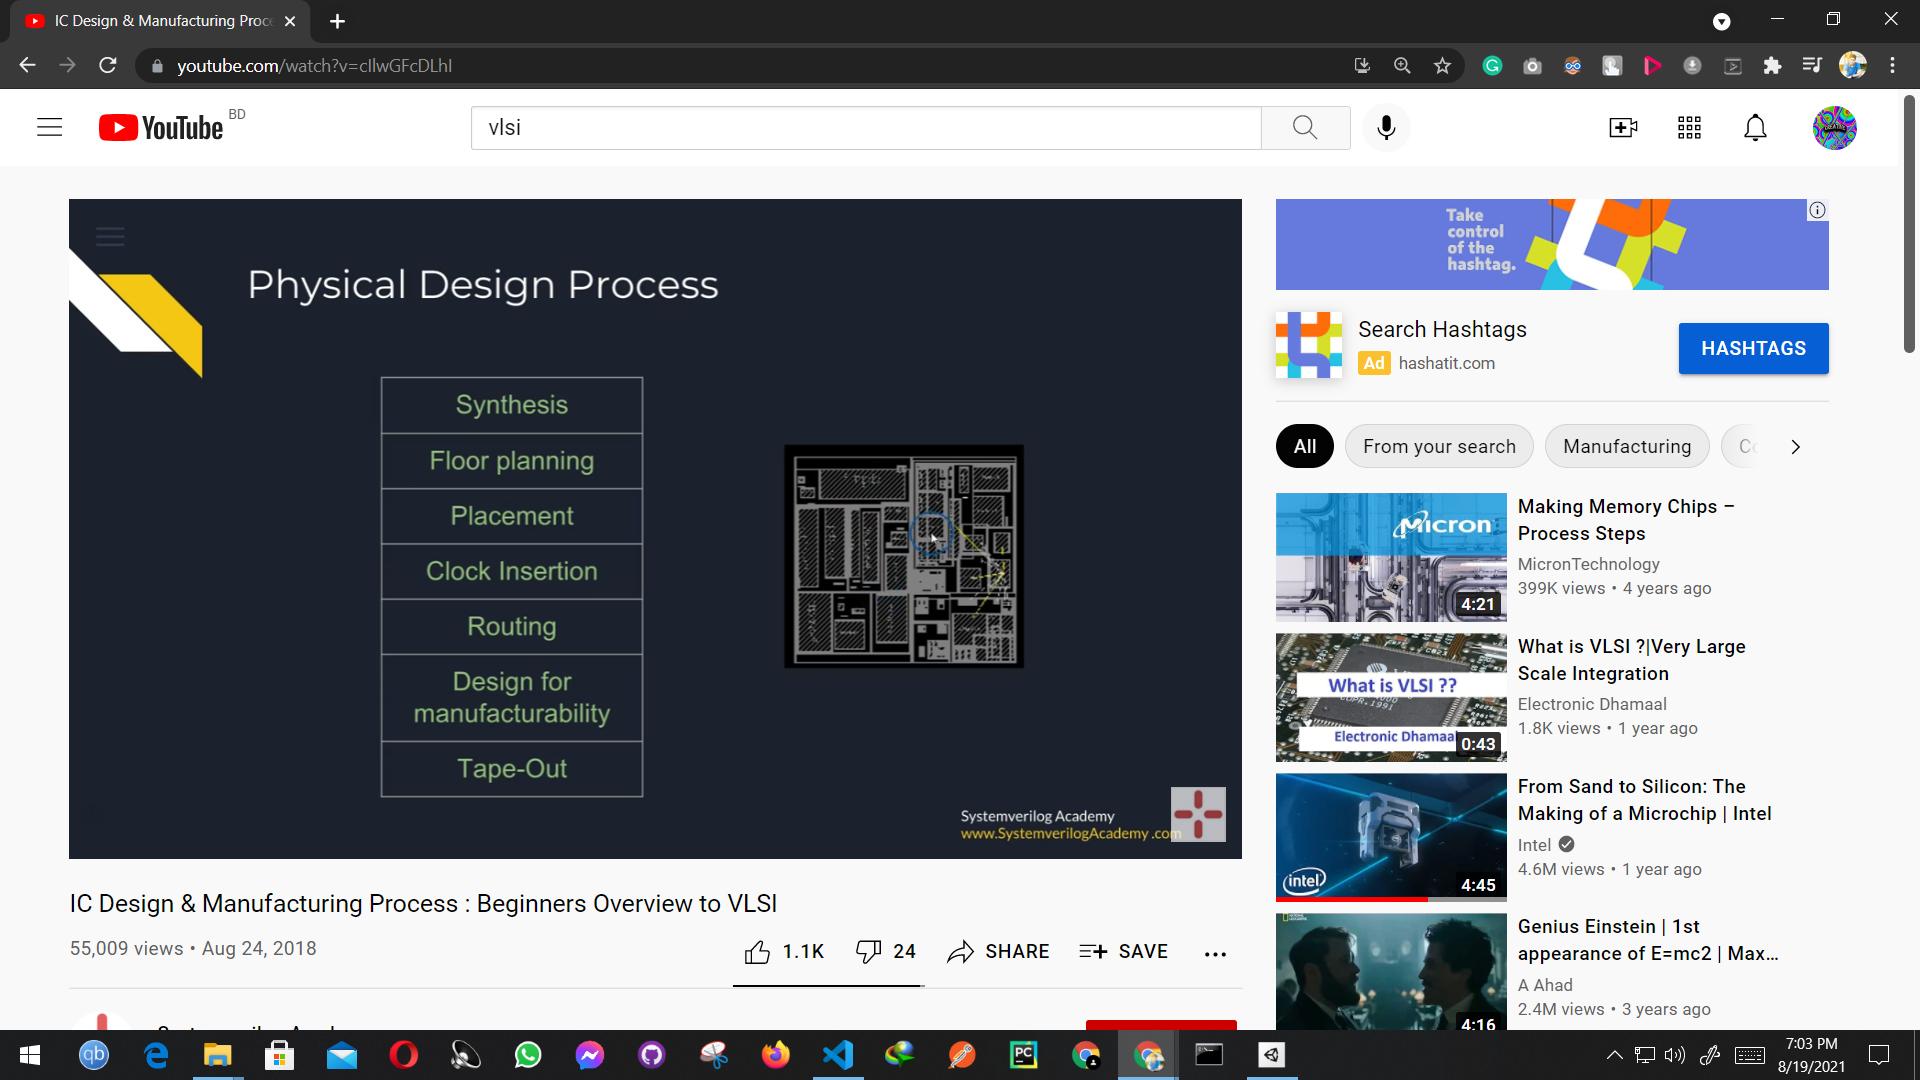 IC Design & Manufacturing Proce
youtube.com/watch?v=cIlwGFcDLhI
YouTube BD
vlsi
Physical Design Process
Synthesis
Floor planning
Placement
Clock Insertion
Routing
Design for
manufacturability
Tape-Out
Systemverilog Academy
www.SystemverilogAcademy.com
IC Design & Manufacturing Process : Beginners Overview to VLSI
55,009 views • Aug 24, 2018
1.1K 24 SHARE SAVE
Take
control
of the
hashtag.
Search Hashtags
Ad hashatit.com
HASHTAGS
All From your search Manufacturing
Micron
4:21
Making Memory Chips –
Process Steps
MicronTechnology
399K views • 4 years ago
What is VLSI ??
Electronic Dhamaal
0:43
What is VLSI ?|Very Large
Scale Integration
Electronic Dhamaal
1.8K views • 1 year ago
intel
4:45
From Sand to Silicon: The
Making of a Microchip | Intel
Intel
4.6M views • 1 year ago
4:16
Genius Einstein | 1st
appearance of E=mc2 | Max...
A Ahad
2.4M views • 3 years ago
qb
PC
7:03 PM
8/19/2021